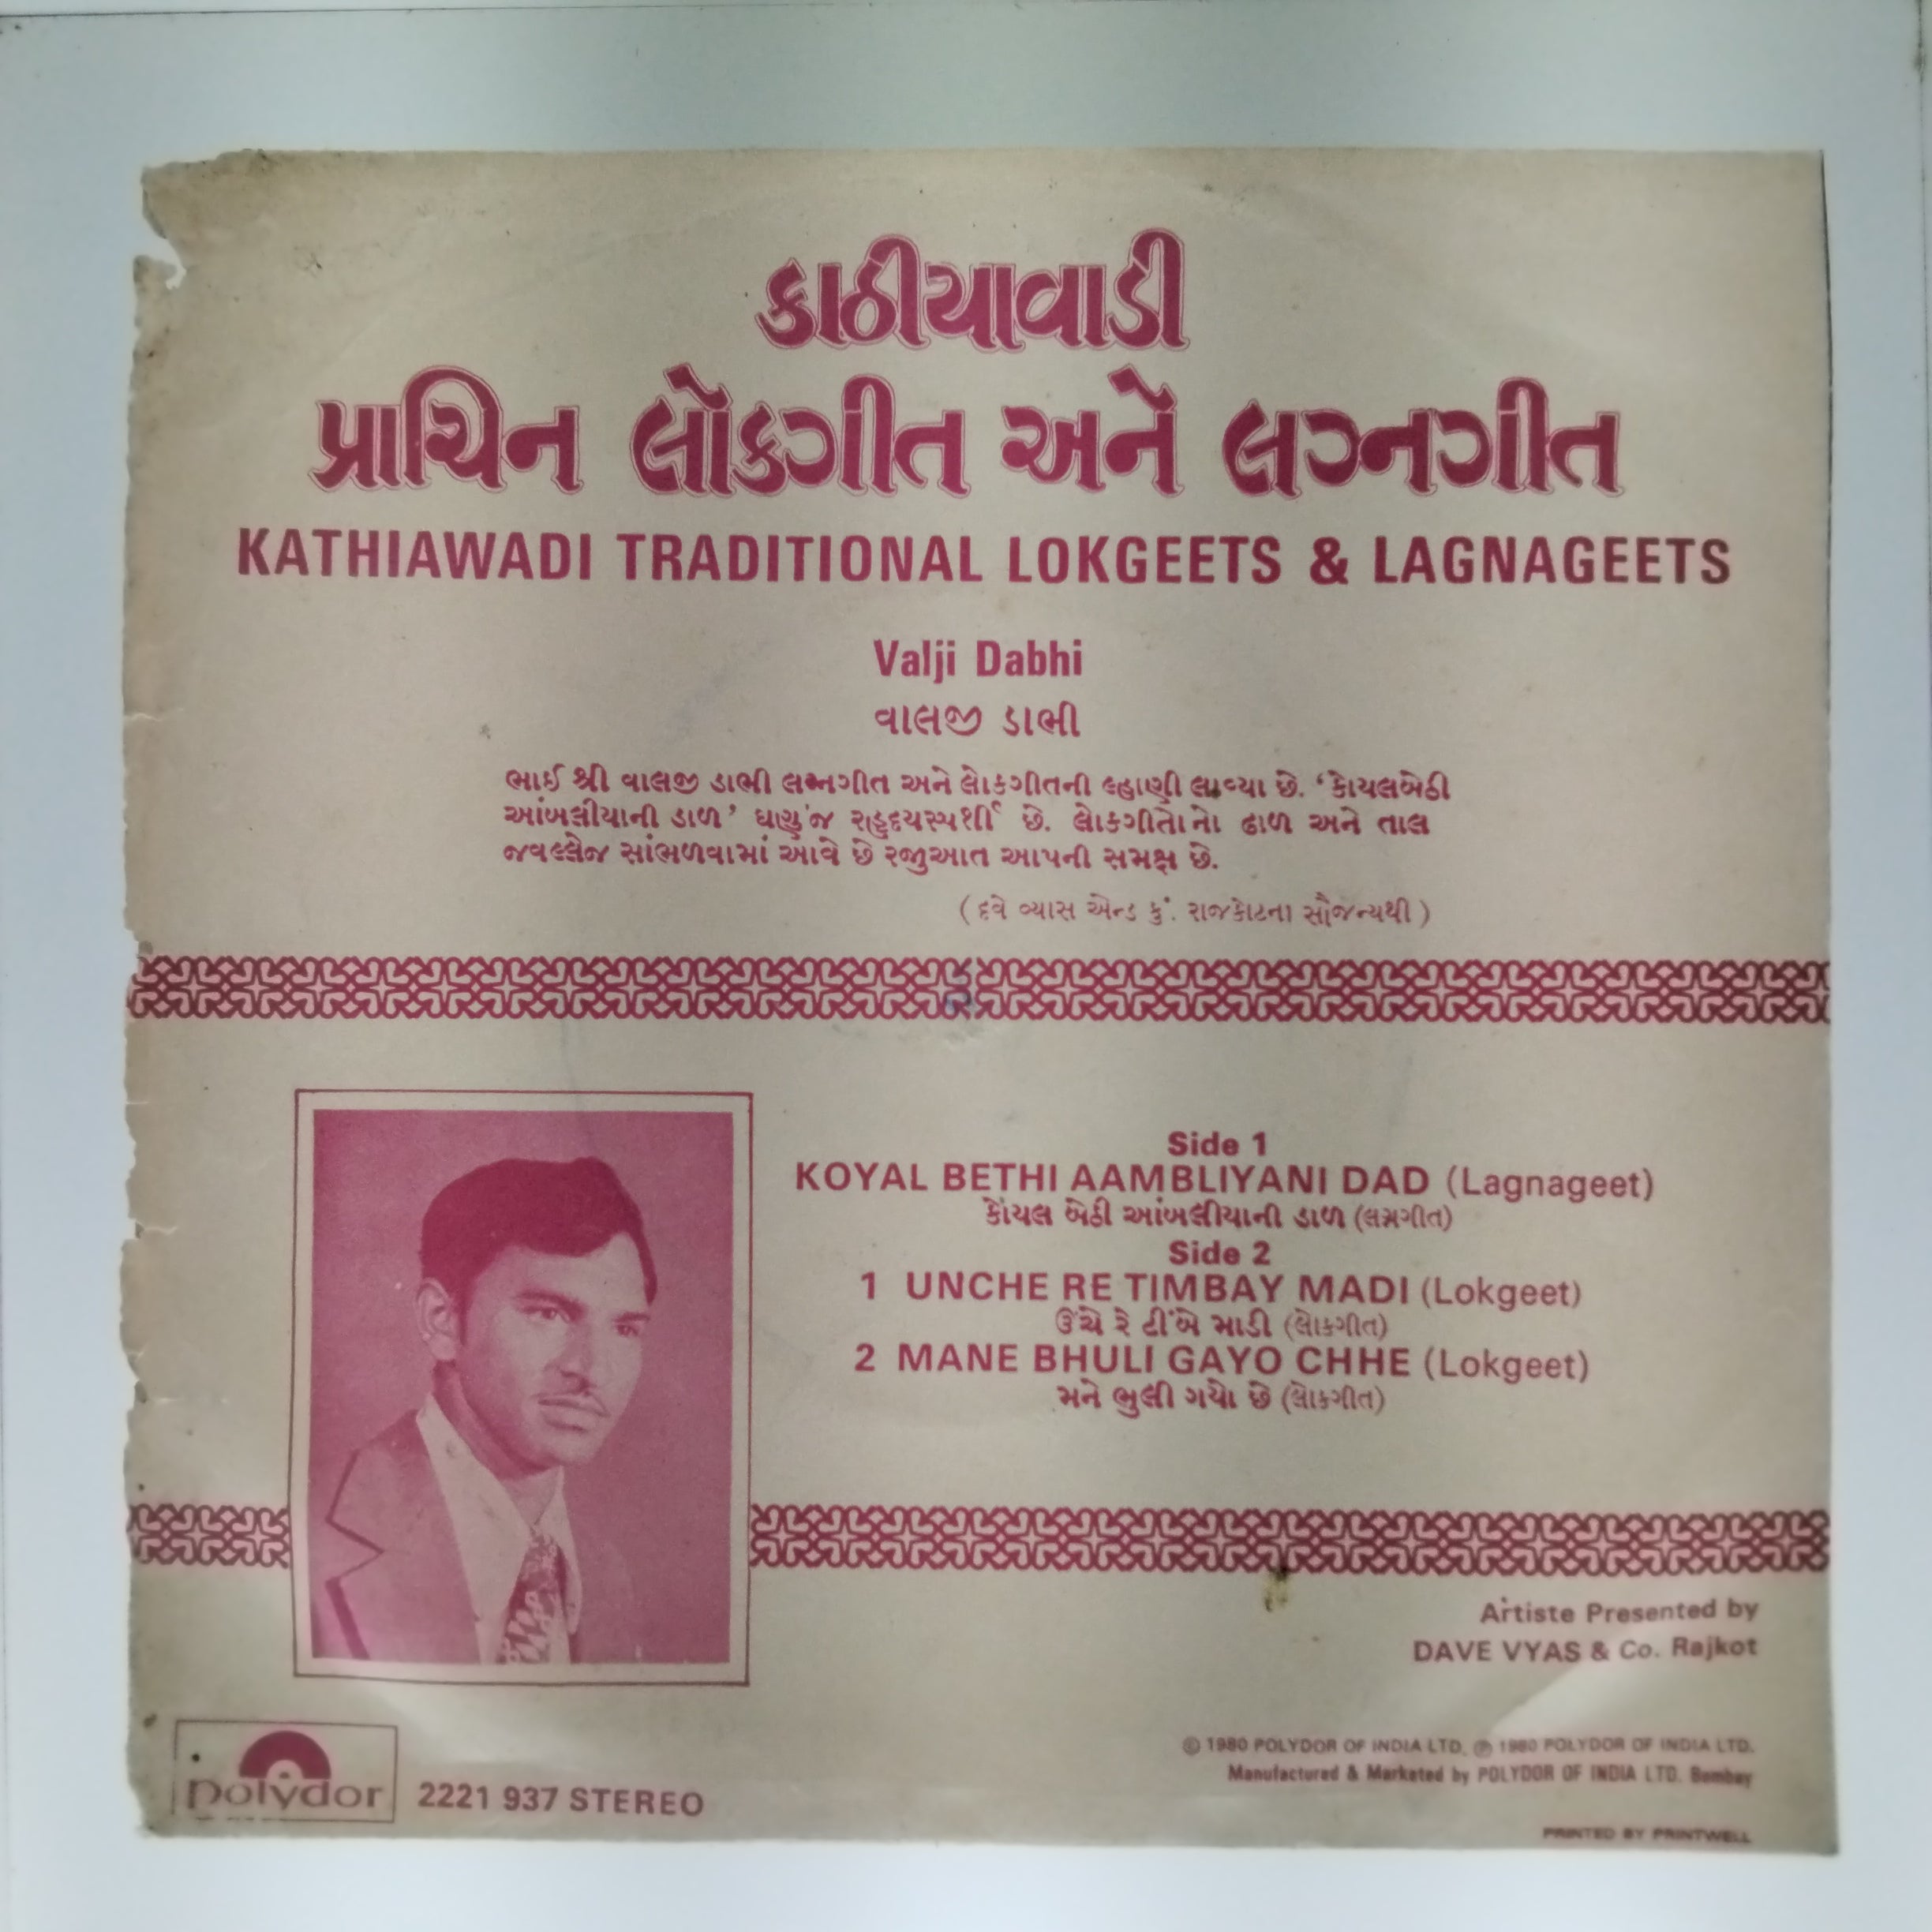 કાઠીયાવાડી
પ્રાચિન લોકગીત અને લગ્નગીત
KATHIAWADI TRADITIONAL LOKGEETS & LAGNAGEETS
Valji Dabhi
વાલજી ડાભી
ભાઈ શ્રી વાલજી ડાભી લગ્નગીત અને લોકગીતની લ્હાણી લાવ્યા છે. ‘કોયલબેઠી
આંબલીયાની ડાળ’ ઘણું'જ રાહૃદયસ્પર્શી છે. લોકગીતોનો ઢાળ અને તાલ
જવલ્લેજ સાંભળવામાં આવે છે રજુઆત આપની સમક્ષ છે.
(દવે વ્યાસ એન્ડ કું. રાજકોટના સૌજન્યથી)
Side 1
KOYAL BETHI AAMBLIYANI DAD (Lagnageet)
કોયલ બેઠી આંબલીયાની ડાળ (લગ્નગીત)
Side 2
1 UNCHE RE TIMBAY MADI (Lokgeet)
ઉંચે રે ટીંબે માડી (લોકગીત)
2 MANE BHULI GAYO CHHE (Lokgeet)
મને ભુલી ગયો છે (લોકગીત)
Artiste Presented by
DAVE VYAS & Co. Rajkot
polydor
2221 937 STEREO
© 1980 POLYDOR OF INDIA LTD. ℗ 1980 POLYDOR OF INDIA LTD.
Manufactured & Marketed by POLYDOR OF INDIA LTD. Bombay
PRINTED BY PRINTWELL